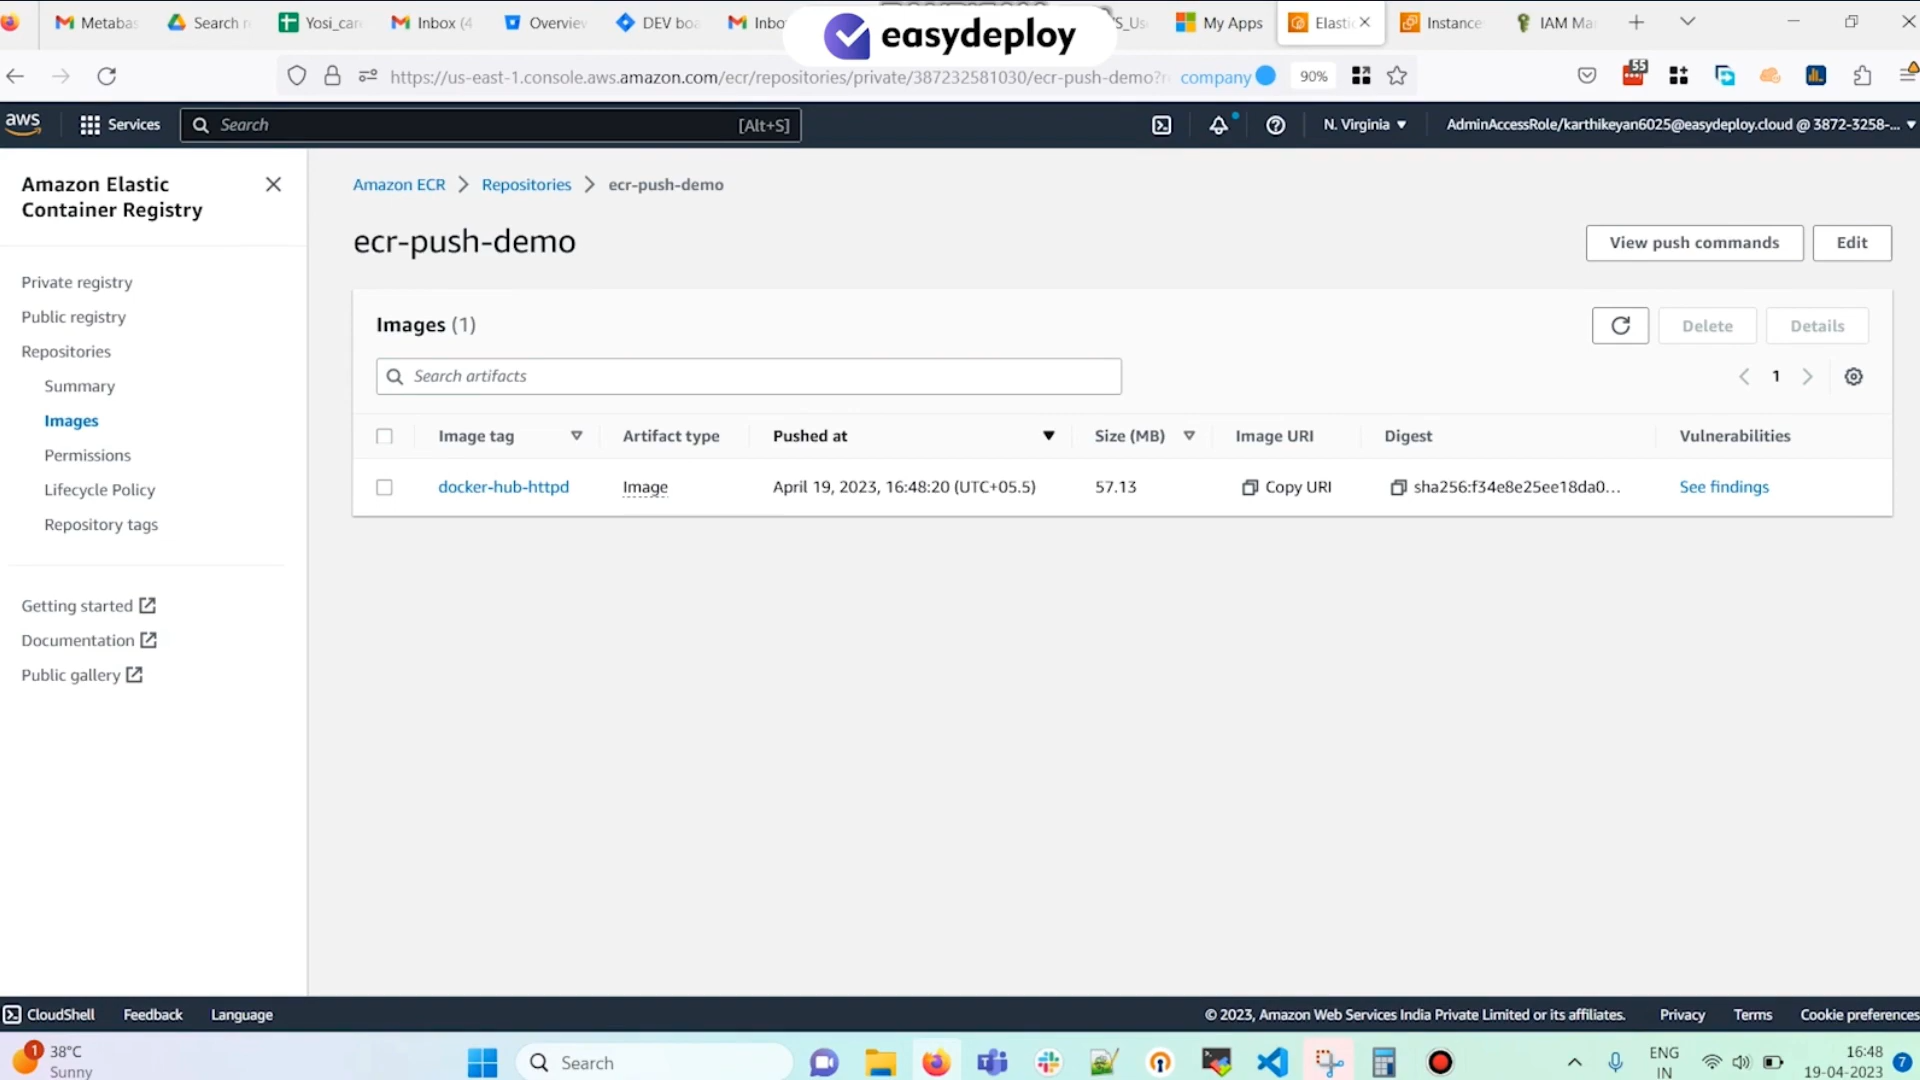 Metabas
Search r
Yosi_car
Inbox (4
Overview
DEV boa
Inbo
easydeploy
My Apps
Elastic
Instance
IAM Ma
https://us-east-1.console.aws.amazon.com/ecr/repositories/private/387232581030/ecr-push-demo?r
company
90%
55
aws
Services
Search
[Alt+S]
N. Virginia
AdminAccessRole/karthikeyan6025@easydeploy.cloud @ 3872-3258-...
Amazon Elastic
Container Registry
Private registry
Public registry
Repositories
Summary
Images
Permissions
Lifecycle Policy
Repository tags
Getting started
Documentation
Public gallery
Amazon ECR
Repositories
ecr-push-demo
ecr-push-demo
View push commands
Edit
Images (1)
Delete
Details
Search artifacts
1
Image tag
Artifact type
Pushed at
Size (MB)
Image URI
Digest
Vulnerabilities
docker-hub-httpd
Image
April 19, 2023, 16:48:20 (UTC+05.5)
57.13
Copy URI
sha256:f34e8e25ee18da0...
See findings
CloudShell
Feedback
Language
© 2023, Amazon Web Services India Private Limited or its affiliates.
Privacy
Terms
Cookie preferences
1
38°C
Sunny
Search
ENG
IN
16:48
19-04-2023
7